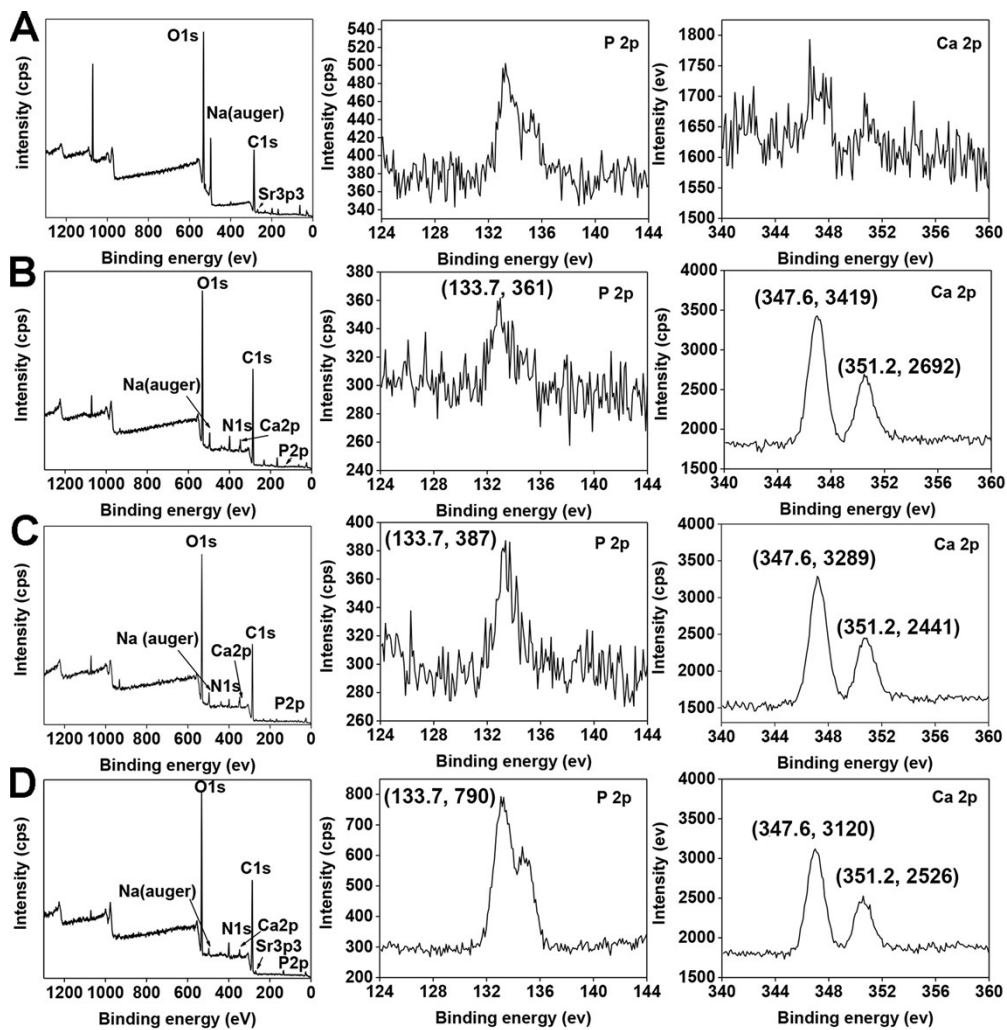 A
intensity (cps)
O1s
Na(auger)
C1s
Sr3p3
1200 1000 800 600 400 200 0
Binding energy (ev)
Intensity (cps)
540
520
500
480
460
440
420
400
380
360
340
P 2p
124 128 132 136 140 144
Binding energy (ev)
Intensity (ev)
1800
1750
1700
1650
1600
1550
1500
Ca 2p
340 344 348 352 356 360
Binding energy (ev)
B
Intensity (cps)
O1s
C1s
Na(auger)
N1s
Ca2p
P2p
1200 1000 800 600 400 200 0
Binding energy (ev)
Intensity (cps)
380
360
340
320
300
280
260
240
(133.7, 361)
P 2p
124 128 132 136 140 144
Binding energy (ev)
Intensity (cps)
4000
3500
3000
2500
2000
1500
Ca 2p
(347.6, 3419)
(351.2, 2692)
340 344 348 352 356 360
Binding energy (ev)
C
Intensity (cps)
O1s
Na (auger)
C1s
Ca2p
N1s
P2p
1200 1000 800 600 400 200 0
Binding energy (ev)
Intensity (cps)
400
380
360
340
320
300
280
260
(133.7, 387)
P 2p
124 128 132 136 140 144
Binding energy (ev)
Intensity (cps)
4000
3500
3000
2500
2000
1500
Ca 2p
(347.6, 3289)
(351.2, 2441)
340 344 348 352 356 360
Binding energy (ev)
D
Intensity (cps)
O1s
C1s
Na(auger)
N1s
Ca2p
Sr3p3
P2p
1200 1000 800 600 400 200 0
Binding energy (eV)
Intensity (cps)
800
700
600
500
400
300
200
(133.7, 790)
P 2p
124 128 132 136 140 144
Binding energy (ev)
Intensity (ev)
4000
3500
3000
2500
2000
1500
Ca 2p
(347.6, 3120)
(351.2, 2526)
340 344 348 352 356 360
Binding energy (ev)